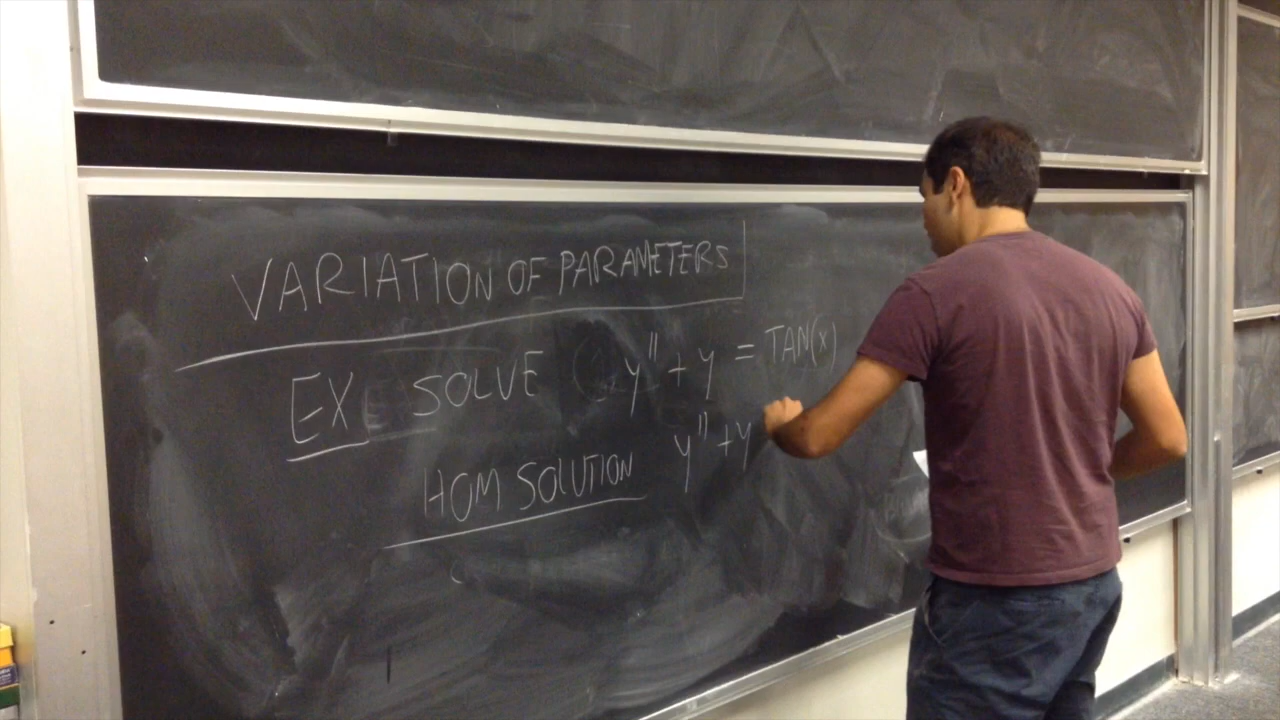 VARIATION OF PARAMETERS
EX SOLVE y" + y = TAN(x)
HOM SOLUTION y" + y